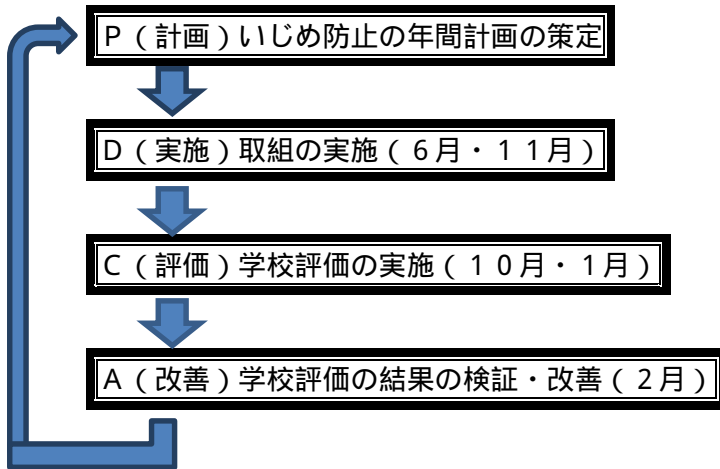 P（計画）いじめ防止の年間計画の策定
D（実施）取組の実施（６月・１１月）
C（評価）学校評価の実施（１０月・１月）
A（改善）学校評価の結果の検証・改善（２月）